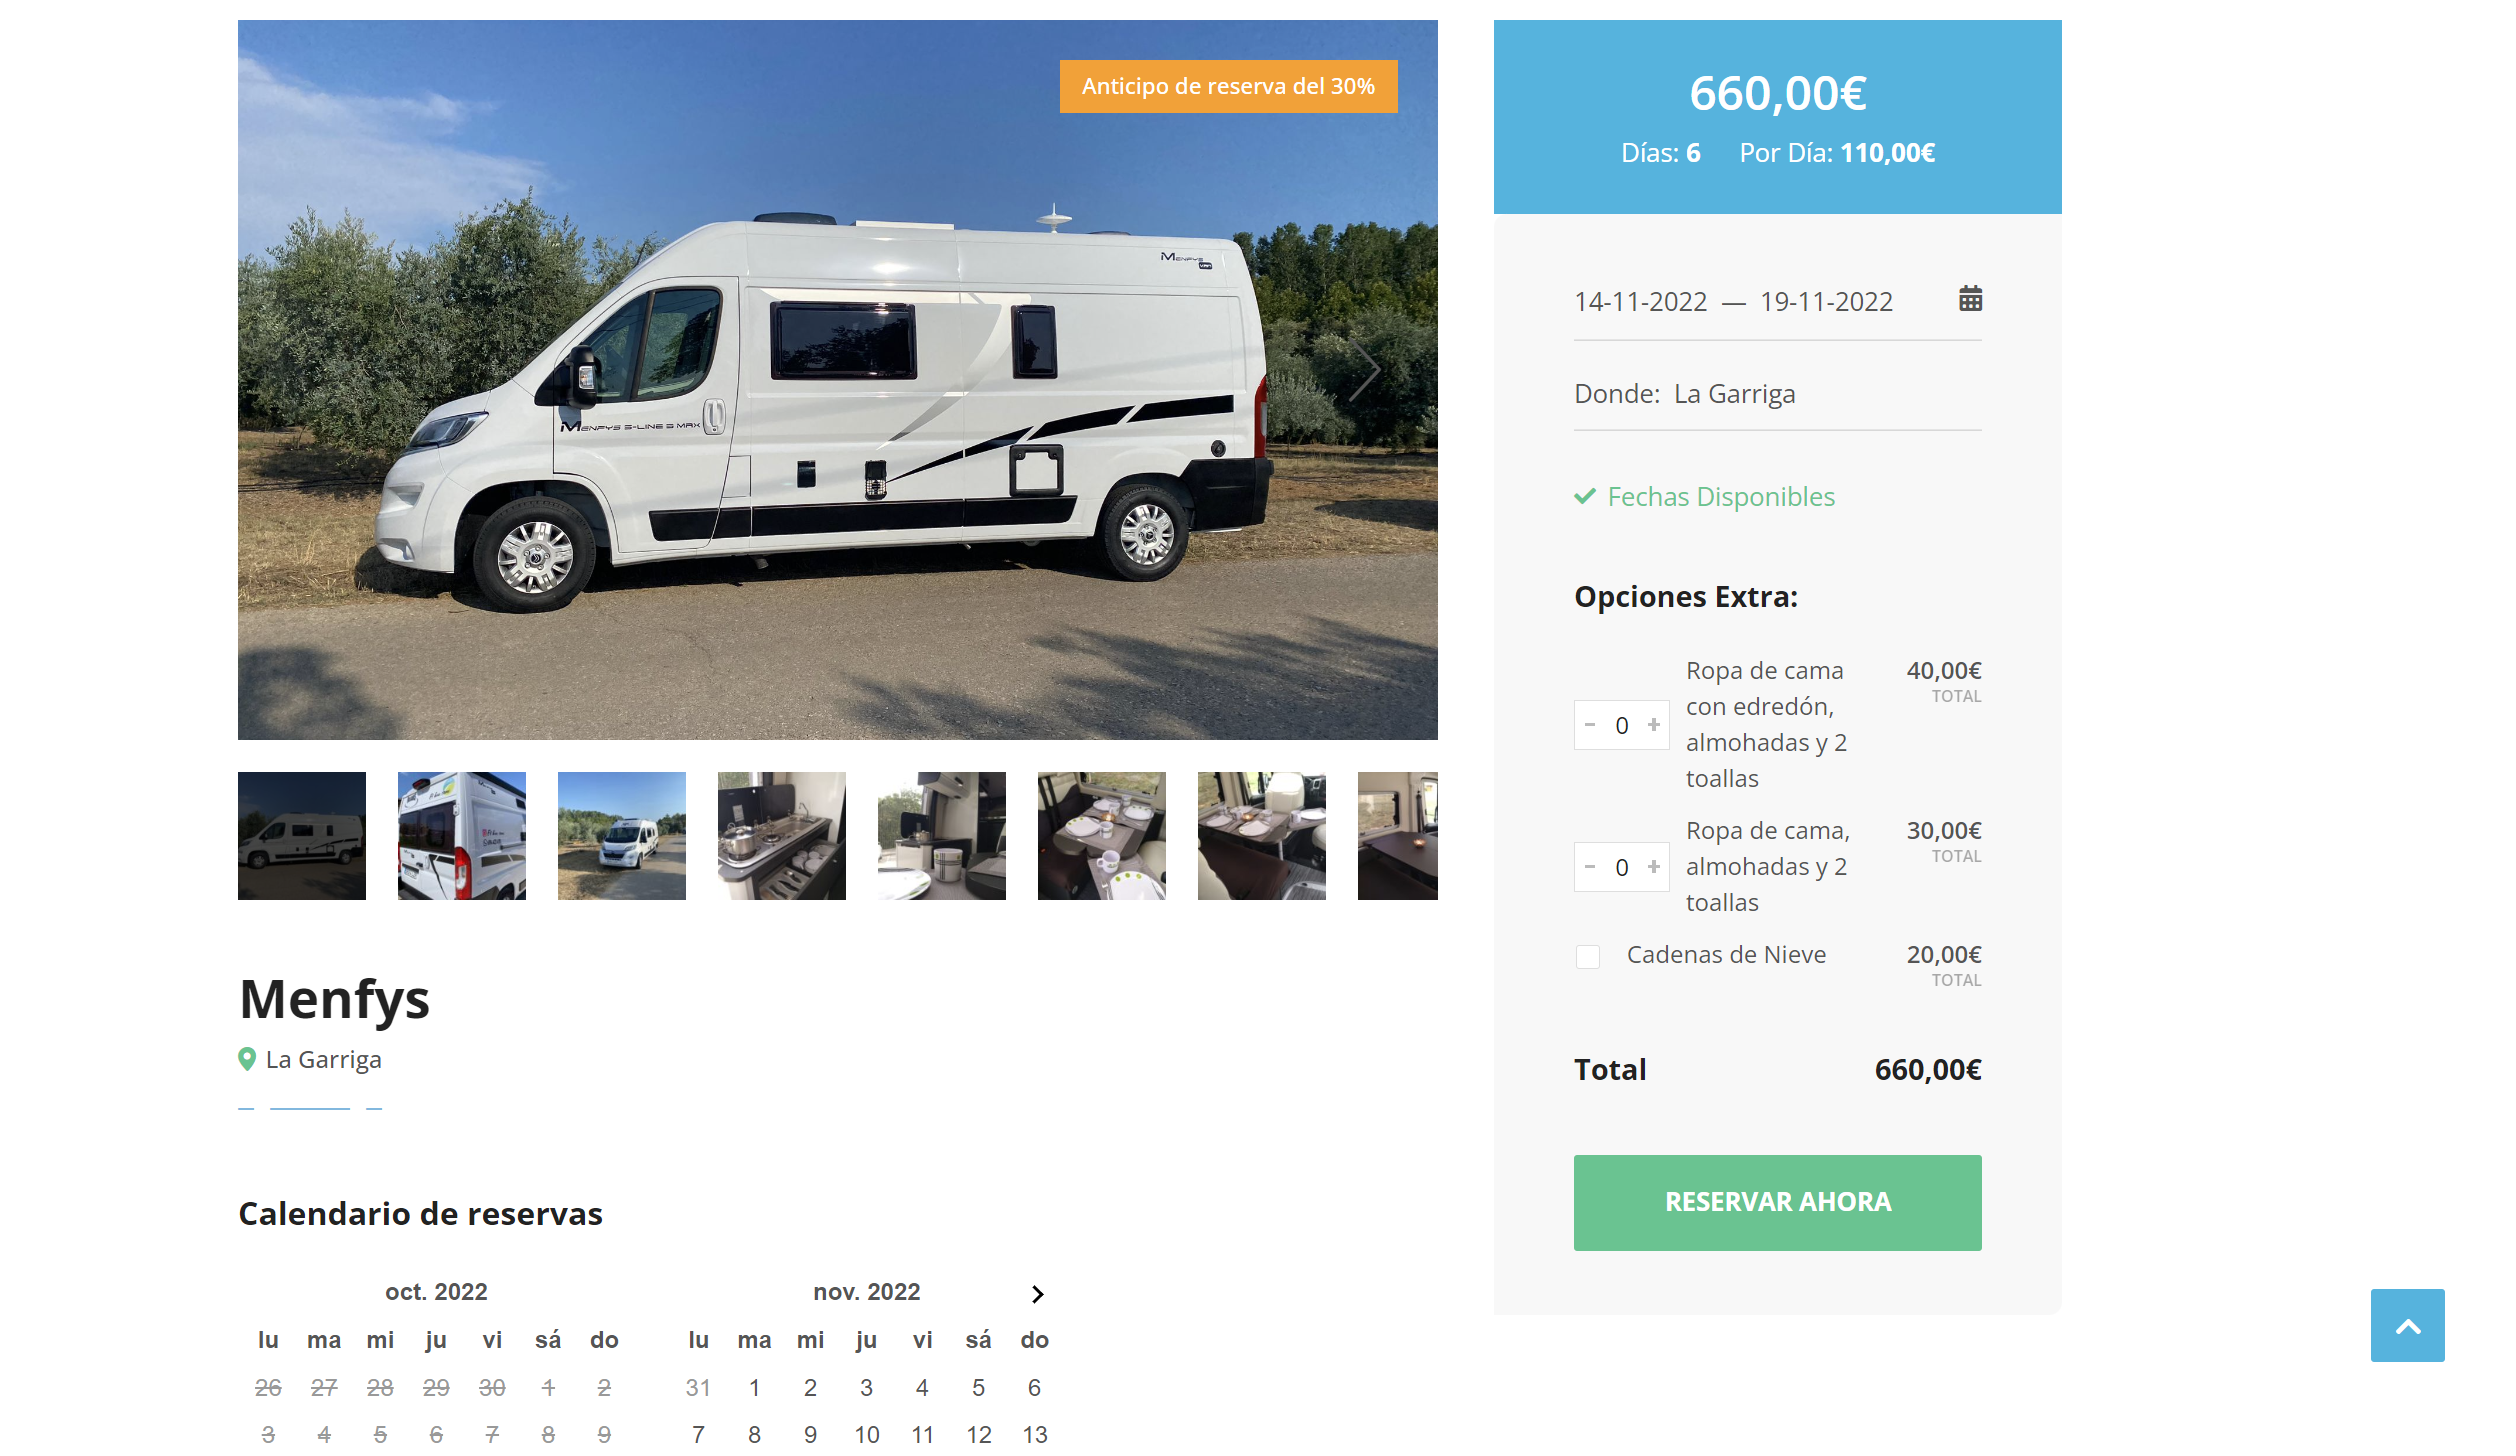 Anticipo de reserva del 30%
MENFYS
VAN
MENFYS S-LINE S MAX
Menfys
La Garriga
Calendario de reservas
oct. 2022
lu ma mi ju vi sá do
26 27 28 29 30 1 2
3 4 5 6 7 8 9
nov. 2022
lu ma mi ju vi sá do
31 1 2 3 4 5 6
7 8 9 10 11 12 13
660,00€
Días: 6 Por Día: 110,00€
14-11-2022 — 19-11-2022
Donde: La Garriga
Fechas Disponibles
Opciones Extra:
0
Ropa de cama
con edredón,
almohadas y 2
toallas
40,00€
TOTAL
0
Ropa de cama,
almohadas y 2
toallas
30,00€
TOTAL
Cadenas de Nieve
20,00€
TOTAL
Total 660,00€
RESERVAR AHORA